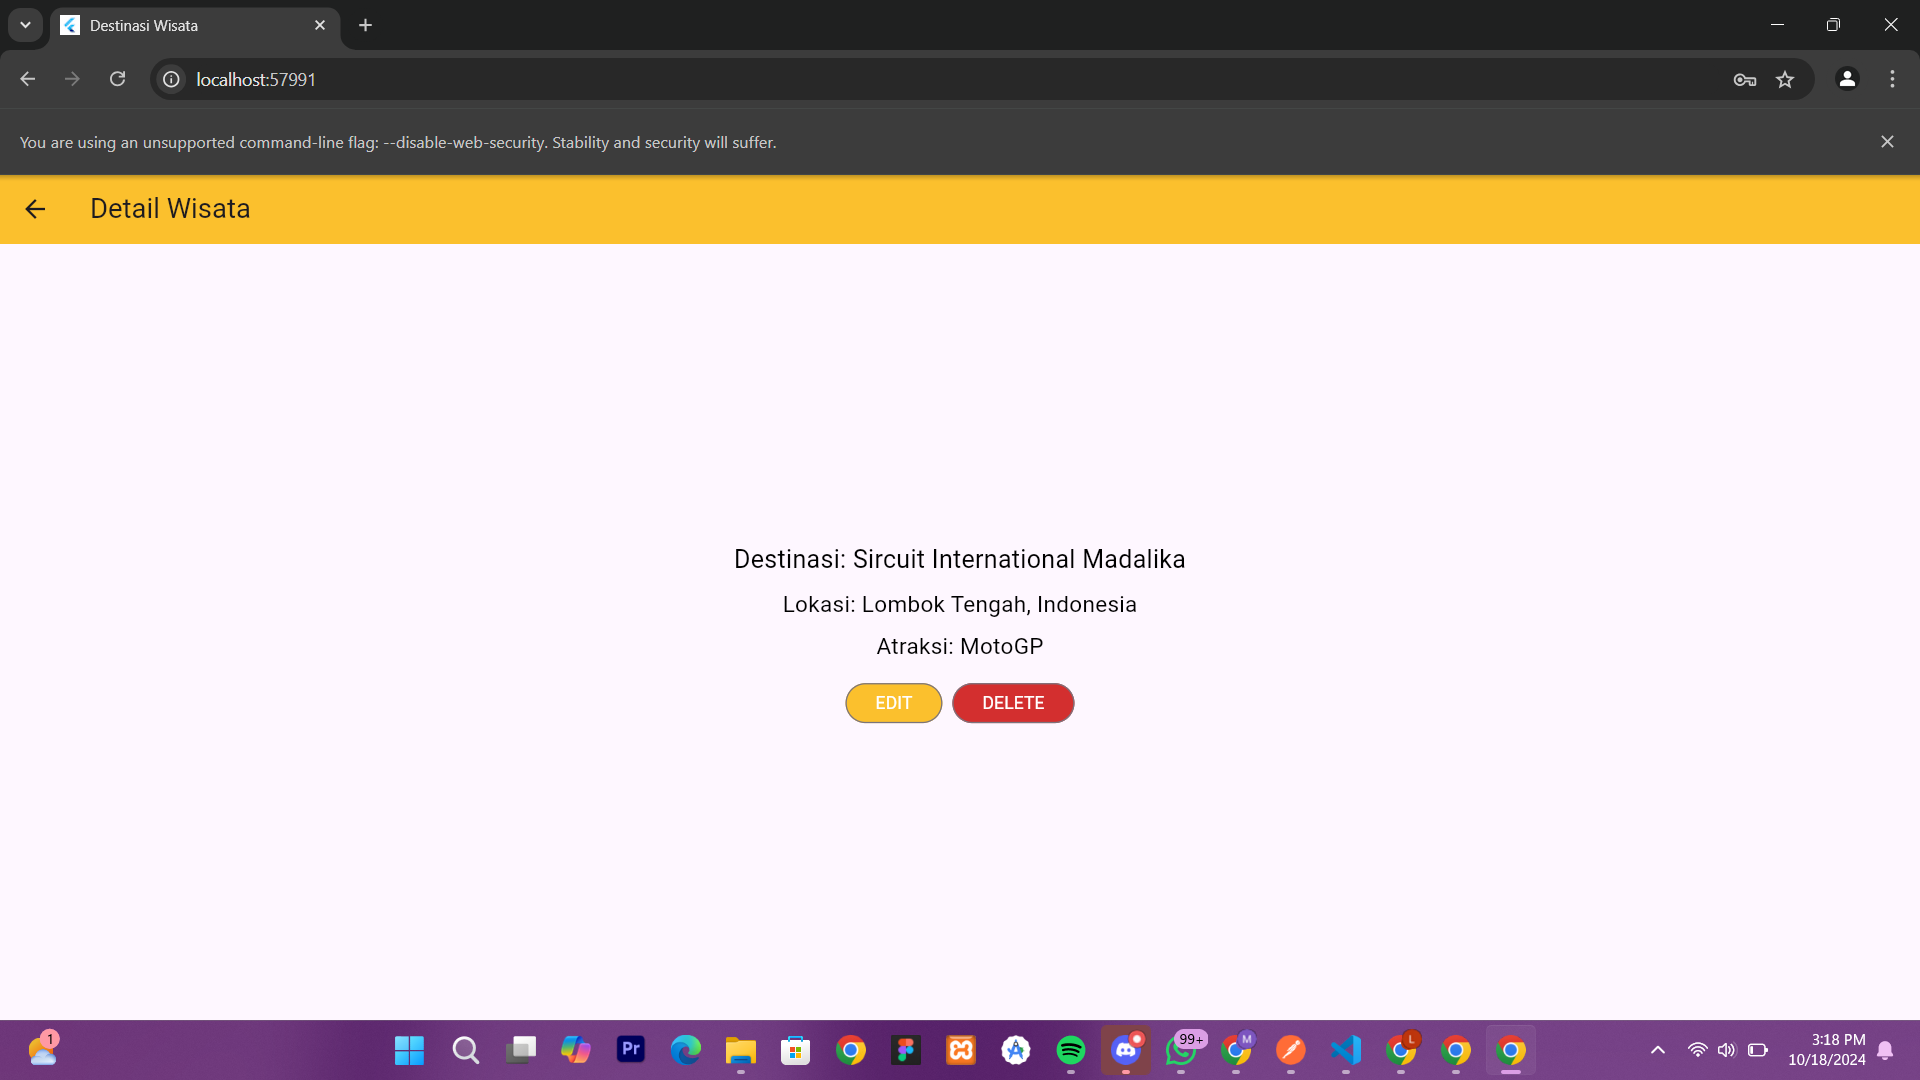 Destinasi Wisata
localhost:57991
You are using an unsupported command-line flag: --disable-web-security. Stability and security will suffer.
Detail Wisata
Destinasi: Sircuit International Madalika
Lokasi: Lombok Tengah, Indonesia
Atraksi: MotoGP
EDIT DELETE
1
Pr
99+
M
L
3:18 PM
10/18/2024